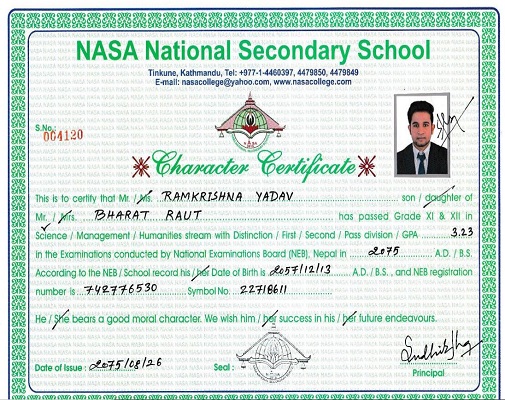 NASA National Secondary School
Tinkune, Kathmandu, Tel: +977-1-4460397, 4479850, 4479849
E-mail: nasacollege@yahoo.com, www.nasacollege.com
S.No.: 004120
Character Certificate
This is to certify that Mr. / Ms. RAMKRISHNA YADAV son / daughter of
Mr. / Mrs. BHARAT RAUT has passed Grade XI & XII in
Science / Management / Humanities stream with Distinction / First / Second / Pass division / GPA 3.23
in the Examinations conducted by National Examinations Board (NEB), Nepal in 2075 A.D. / B.S.
According to the NEB / School record his / her Date of Birth is 2057/12/13 A.D. / B.S., and NEB registration
number is 742776530 Symbol No. 22718611
He / She bears a good moral character. We wish him / her success in his / her future endeavours.
Date of Issue : 2075/08/26
Seal :
Principal